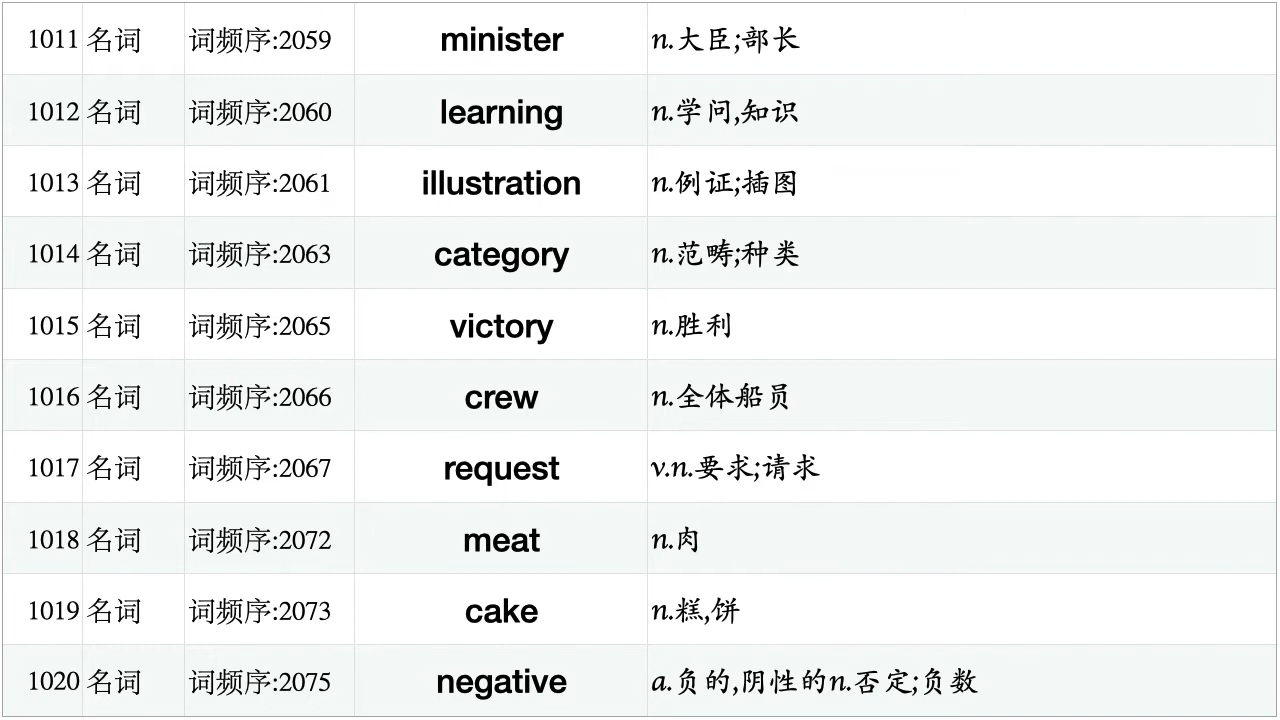 1011 名词 词频序:2059 minister n.大臣;部长
1012 名词 词频序:2060 learning n.学问,知识
1013 名词 词频序:2061 illustration n.例证;插图
1014 名词 词频序:2063 category n.范畴;种类
1015 名词 词频序:2065 victory n.胜利
1016 名词 词频序:2066 crew n.全体船员
1017 名词 词频序:2067 request v.n.要求;请求
1018 名词 词频序:2072 meat n.肉
1019 名词 词频序:2073 cake n.糕,饼
1020 名词 词频序:2075 negative a.负的,阴性的n.否定;负数